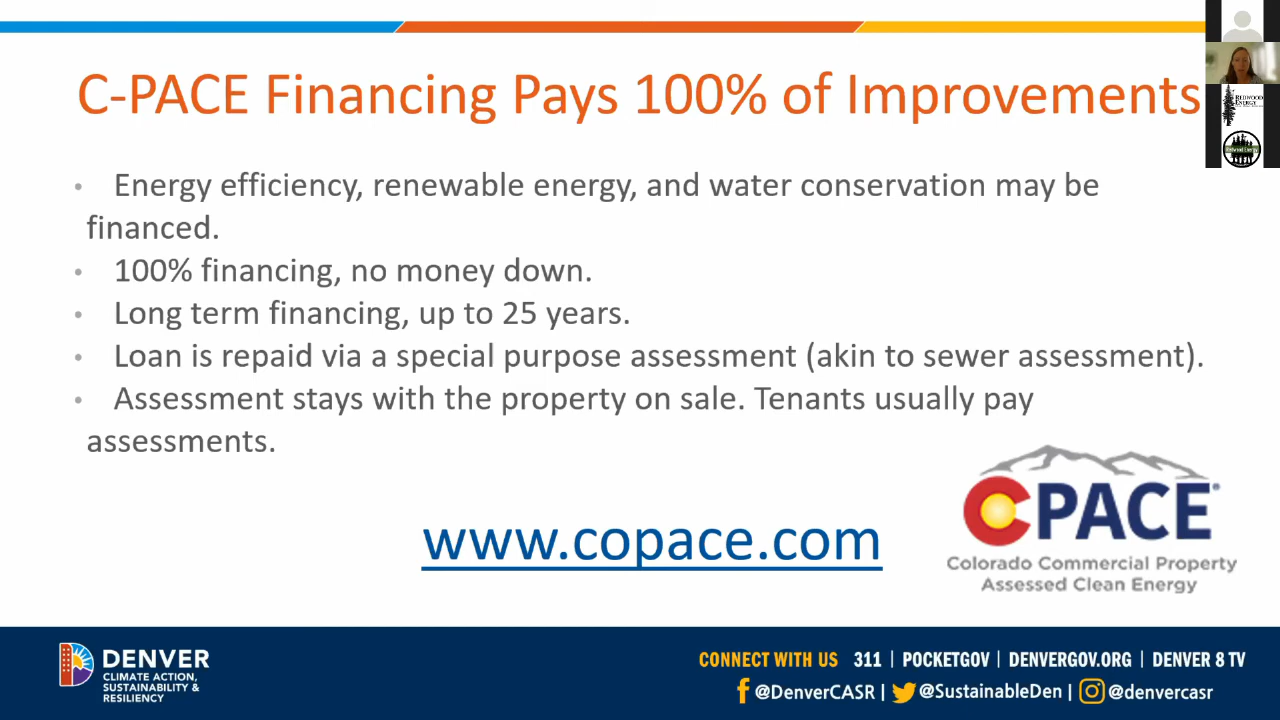 C-PACE Financing Pays 100% of Improvements
• Energy efficiency, renewable energy, and water conservation may be
financed.
• 100% financing, no money down.
• Long term financing, up to 25 years.
• Loan is repaid via a special purpose assessment (akin to sewer assessment).
• Assessment stays with the property on sale. Tenants usually pay
assessments.
www.copace.com
CPACE
Colorado Commercial Property
Assessed Clean Energy
REDWOOD
ENERGY
Redwood Energy
DENVER
CLIMATE ACTION,
SUSTAINABILITY &
RESILIENCY
CONNECT WITH US 311 | POCKETGOV | DENVERGOV.ORG | DENVER 8 TV
@DenverCASR | @SustainableDen | @denvercasr